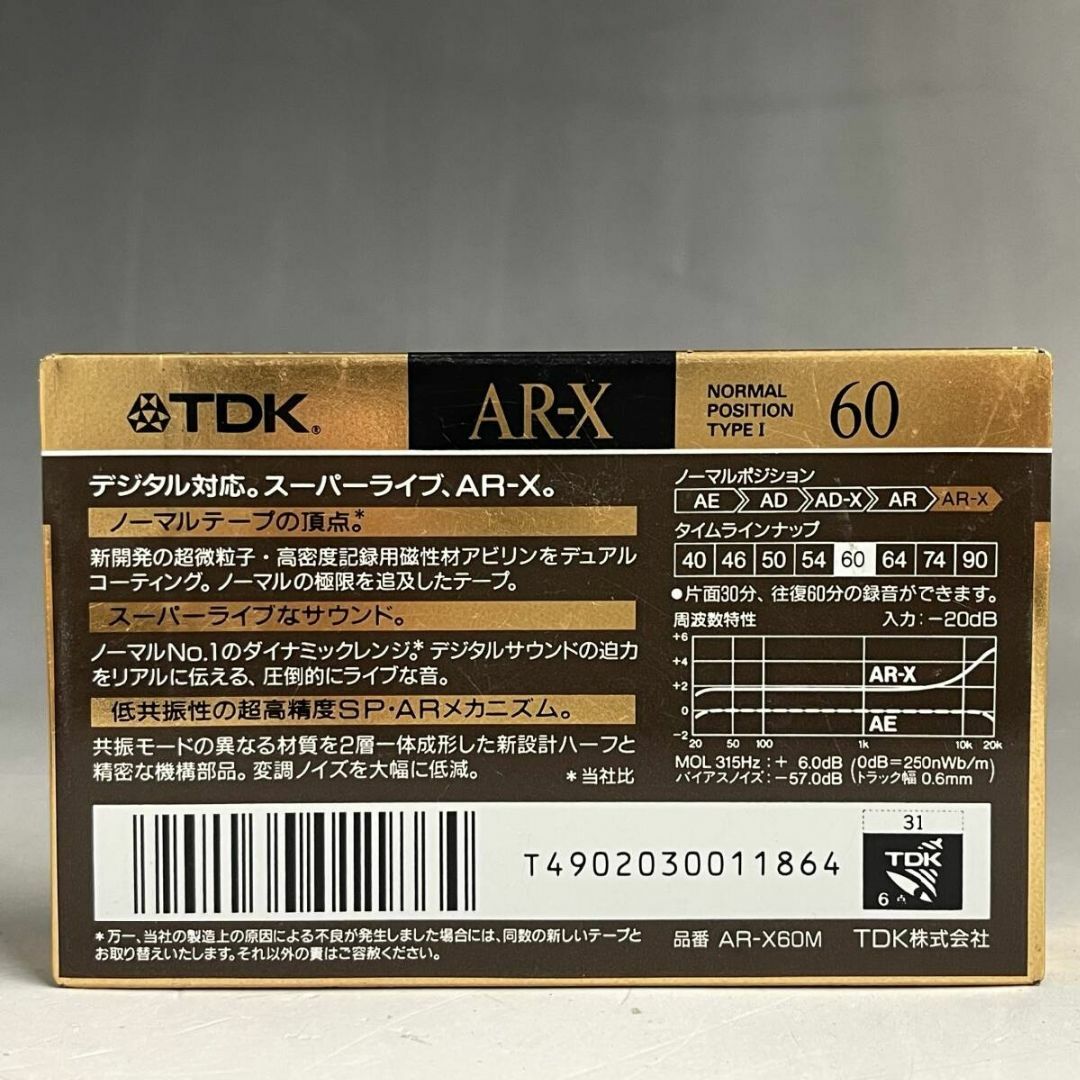 TDK®
AR-X
NORMAL
POSITION
TYPE I
60
デジタル対応。スーパーライブ、AR-X。
ノーマルテープの頂点。*
新開発の超微粒子・高密度記録用磁性材アビリンをデュアル
コーティング。ノーマルの極限を追及したテープ。
スーパーライブなサウンド。
ノーマルNo.1のダイナミックレンジ。*デジタルサウンドの迫力
をリアルに伝える、圧倒的にライブな音。
低共振性の超高精度SP・ARメカニズム。
共振モードの異なる材質を2層一体成形した新設計ハーフと
精密な機構部品。変調ノイズを大幅に低減。 *当社比
ノーマルポジション
AE AD AD-X AR AR-X
タイムラインナップ
40 46 50 54 60 64 74 90
●片面30分、往復60分の録音ができます。
周波数特性 入力:−20dB
+6
+4
+2
0
−2
AR-X
AE
20 50 100 1k 10k 20k
MOL 315Hz:+ 6.0dB (0dB=250nWb/m)
バイアスノイズ:−57.0dB (トラック幅 0.6mm)
T4902030011864
31
TDK
6点
*万一、当社の製造上の原因による不良が発生しました場合には、同数の新しいテープと
お取り替えいたします。それ以外の責はご容赦ください。
品番 AR-X60M TDK株式会社